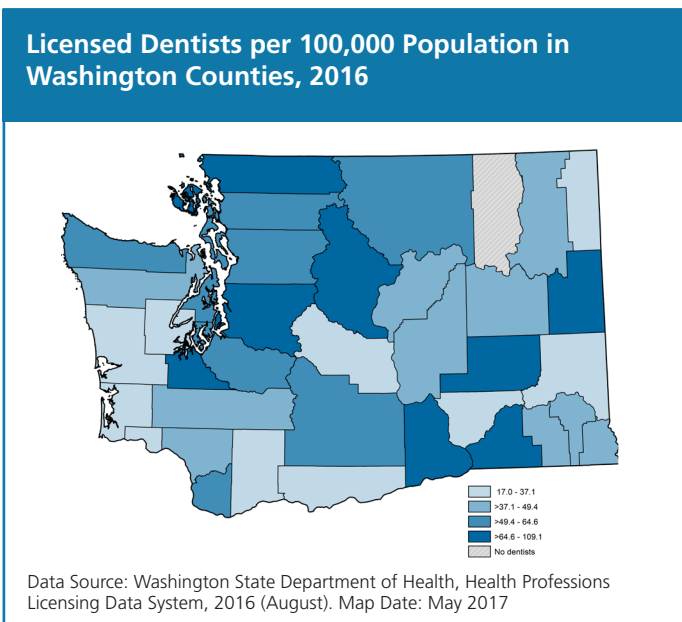 Licensed Dentists per 100,000 Population in
Washington Counties, 2016
17.0 - 37.1
>37.1 - 49.4
>49.4 - 64.6
>64.6 - 109.1
No dentists
Data Source: Washington State Department of Health, Health Professions
Licensing Data System, 2016 (August). Map Date: May 2017